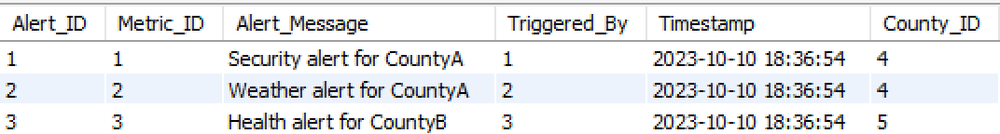 Alert_ID Metric_ID Alert_Message Triggered_By Timestamp County_ID
1 1 Security alert for CountyA 1 2023-10-10 18:36:54 4
2 2 Weather alert for CountyA 2 2023-10-10 18:36:54 4
3 3 Health alert for CountyB 3 2023-10-10 18:36:54 5